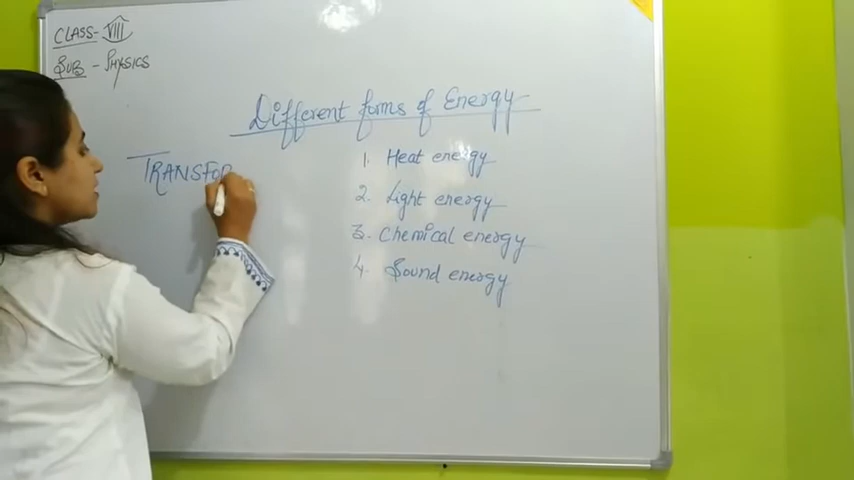 CLASS- VIII
SUB - PHYSICS
Different forms of Energy
TRANSFOR
1. Heat energy
2. Light energy
3. Chemical energy
4. Sound energy